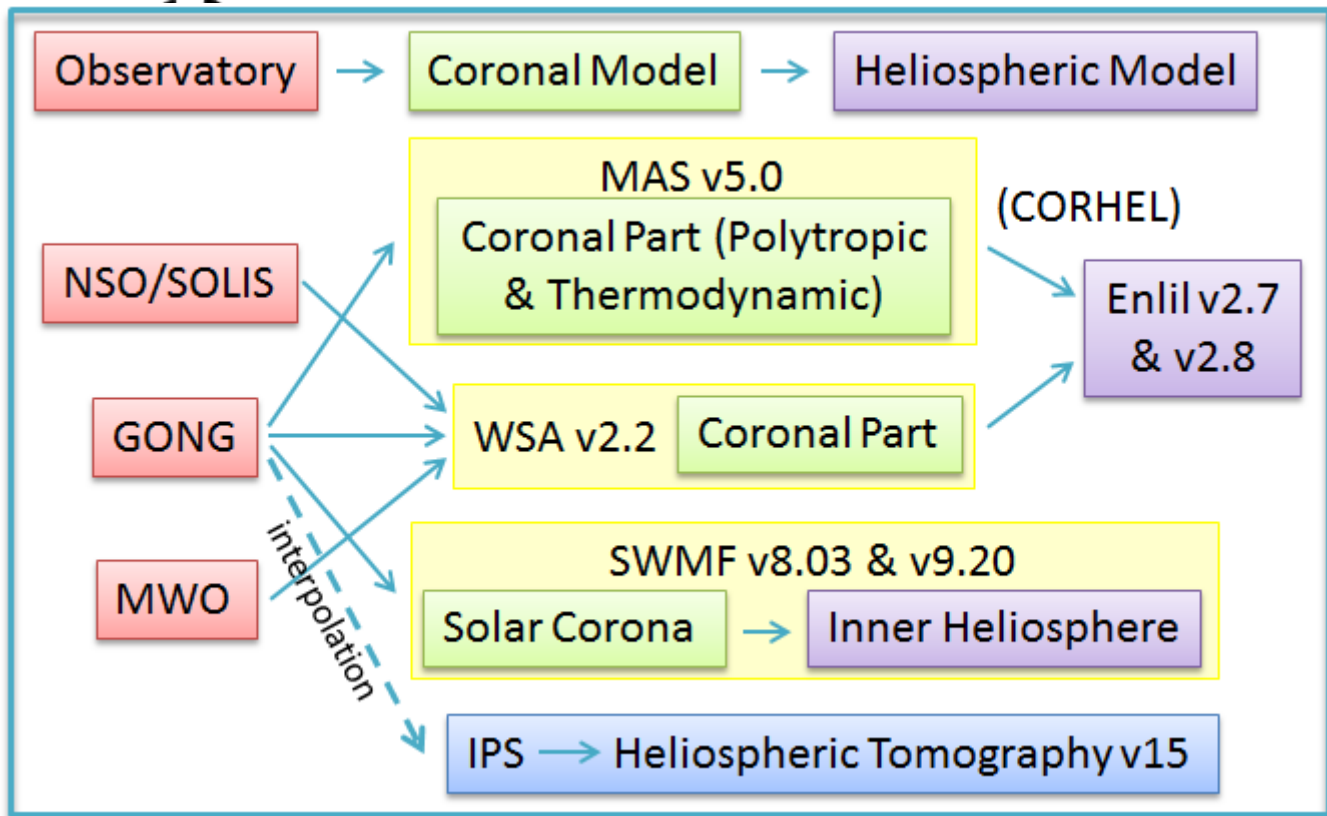 Observatory → Coronal Model → Heliospheric Model
MAS v5.0
Coronal Part (Polytropic
& Thermodynamic)
(CORHEL)
NSO/SOLIS
Enlil v2.7
& v2.8
GONG
WSA v2.2 Coronal Part
interpolation
MWO
SWMF v8.03 & v9.20
Solar Corona → Inner Heliosphere
IPS → Heliospheric Tomography v15